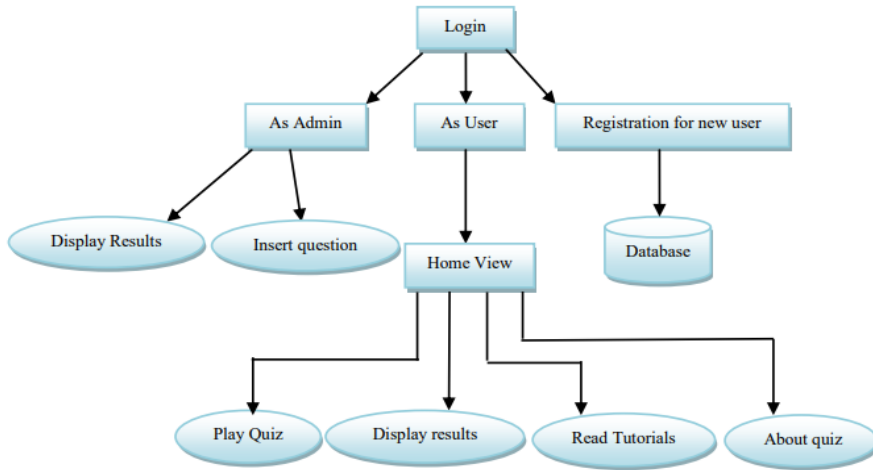 Login
As Admin
As User
Registration for new user
Display Results
Insert question
Database
Home View
Play Quiz
Display results
Read Tutorials
About quiz